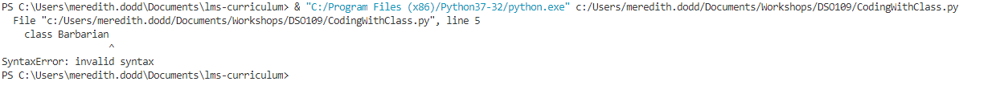 PS C:\Users\meredith.dodd\Documents\lms-curriculum> & "C:/Program Files (x86)/Python37-32/python.exe" c:/Users/meredith.dodd/Documents/Workshops/DSO109/CodingWithClass.py
  File "c:/Users/meredith.dodd/Documents/Workshops/DSO109/CodingWithClass.py", line 5
    class Barbarian
                  ^
SyntaxError: invalid syntax
PS C:\Users\meredith.dodd\Documents\lms-curriculum>